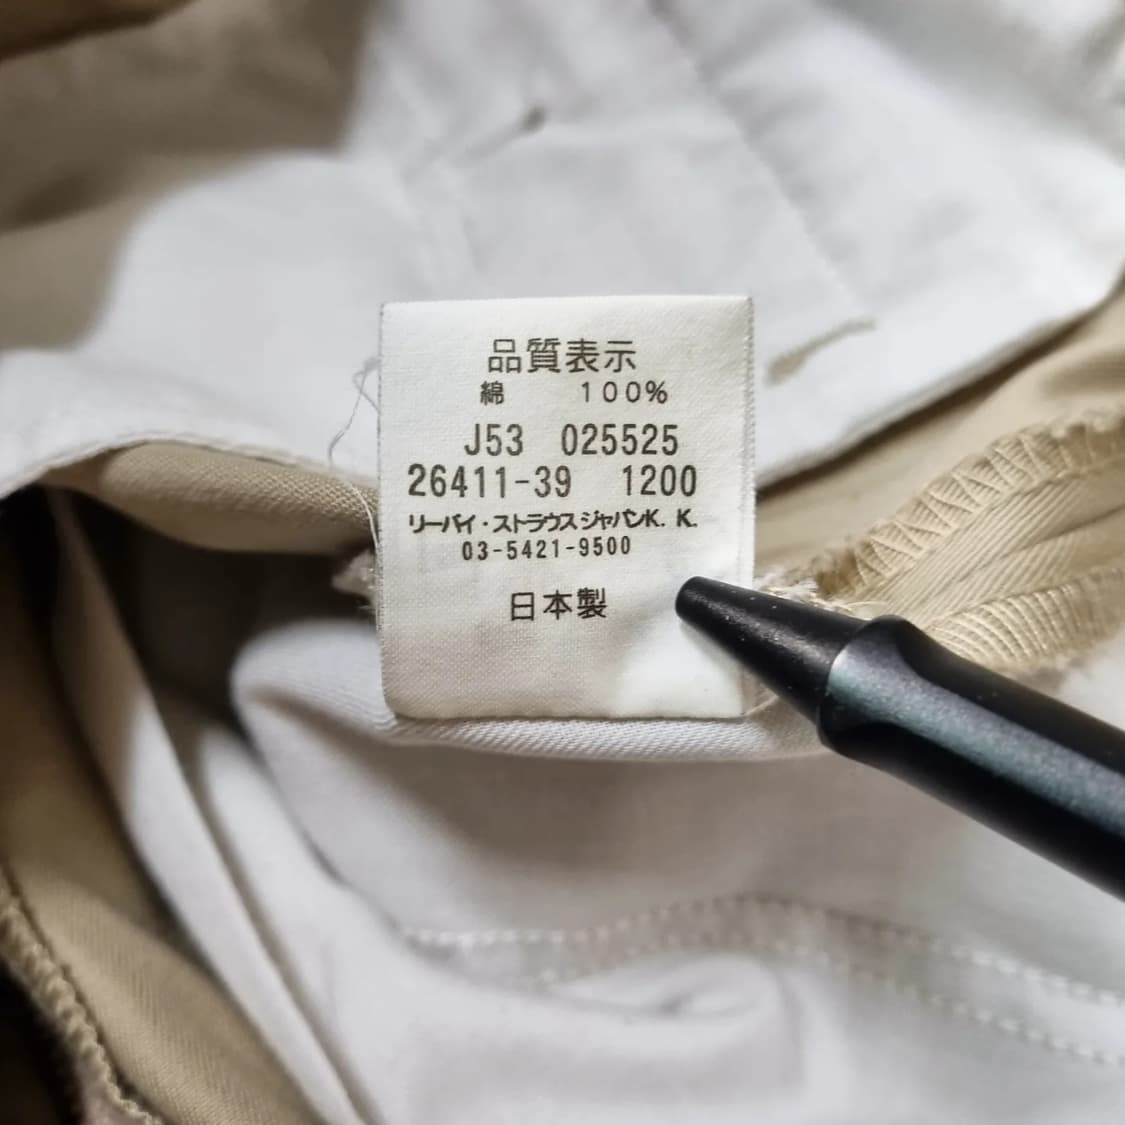 品質表示
綿 100%
J53 025525
26411-39 1200
リーバイ・ストラウスジャパンK. K.
03-5421-9500
日本製